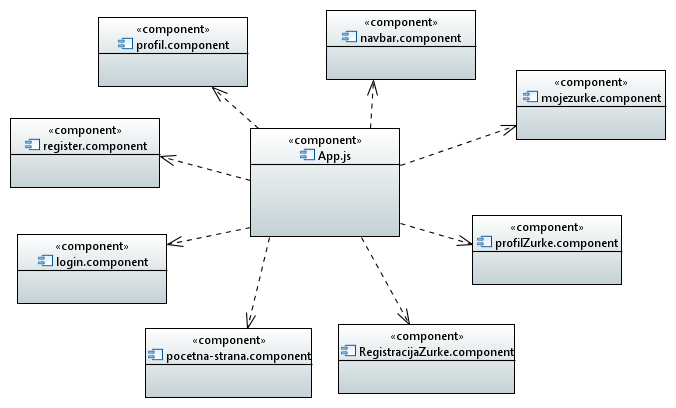 «component»
profil.component
«component»
navbar.component
«component»
mojezurke.component
«component»
register.component
«component»
App.js
«component»
profilZurke.component
«component»
login.component
«component»
pocetna-strana.component
«component»
RegistracijaZurke.component